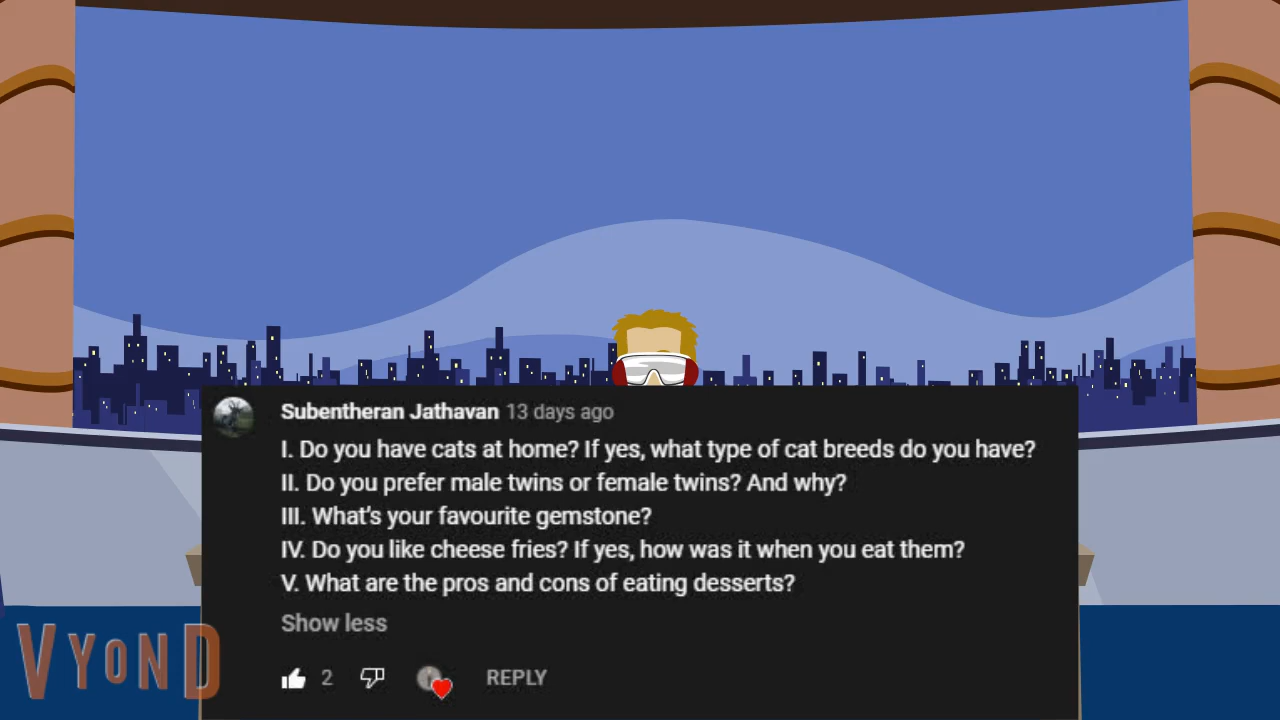 Subentheran Jathavan 13 days ago
I. Do you have cats at home? If yes, what type of cat breeds do you have?
II. Do you prefer male twins or female twins? And why?
III. What's your favourite gemstone?
IV. Do you like cheese fries? If yes, how was it when you eat them?
V. What are the pros and cons of eating desserts?
Show less
2 REPLY
VYOND